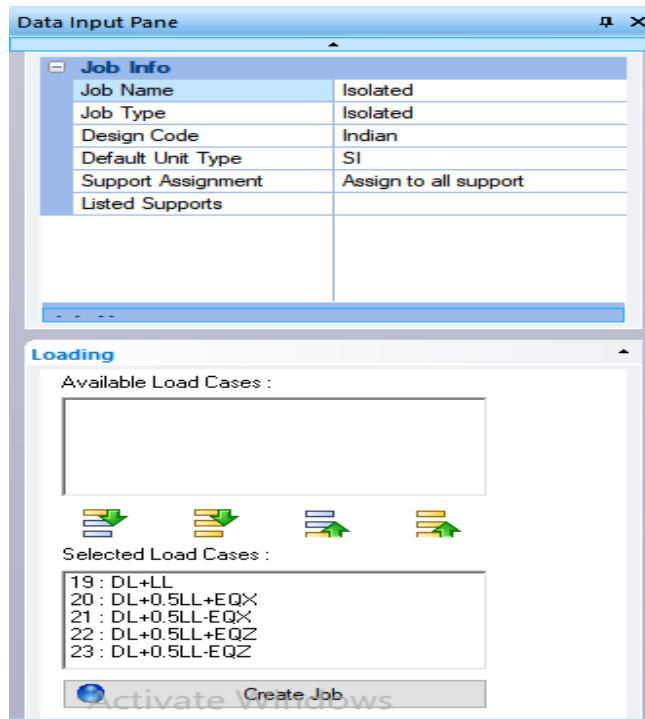 Data Input Pane
Job Info
Job Name Isolated
Job Type Isolated
Design Code Indian
Default Unit Type SI
Support Assignment Assign to all support
Listed Supports
Loading
Available Load Cases :
Selected Load Cases :
19 : DL+LL
20 : DL+0.5LL+EQX
21 : DL+0.5LL-EQX
22 : DL+0.5LL+EQZ
23 : DL+0.5LL-EQZ
Create Job
Activate Windows